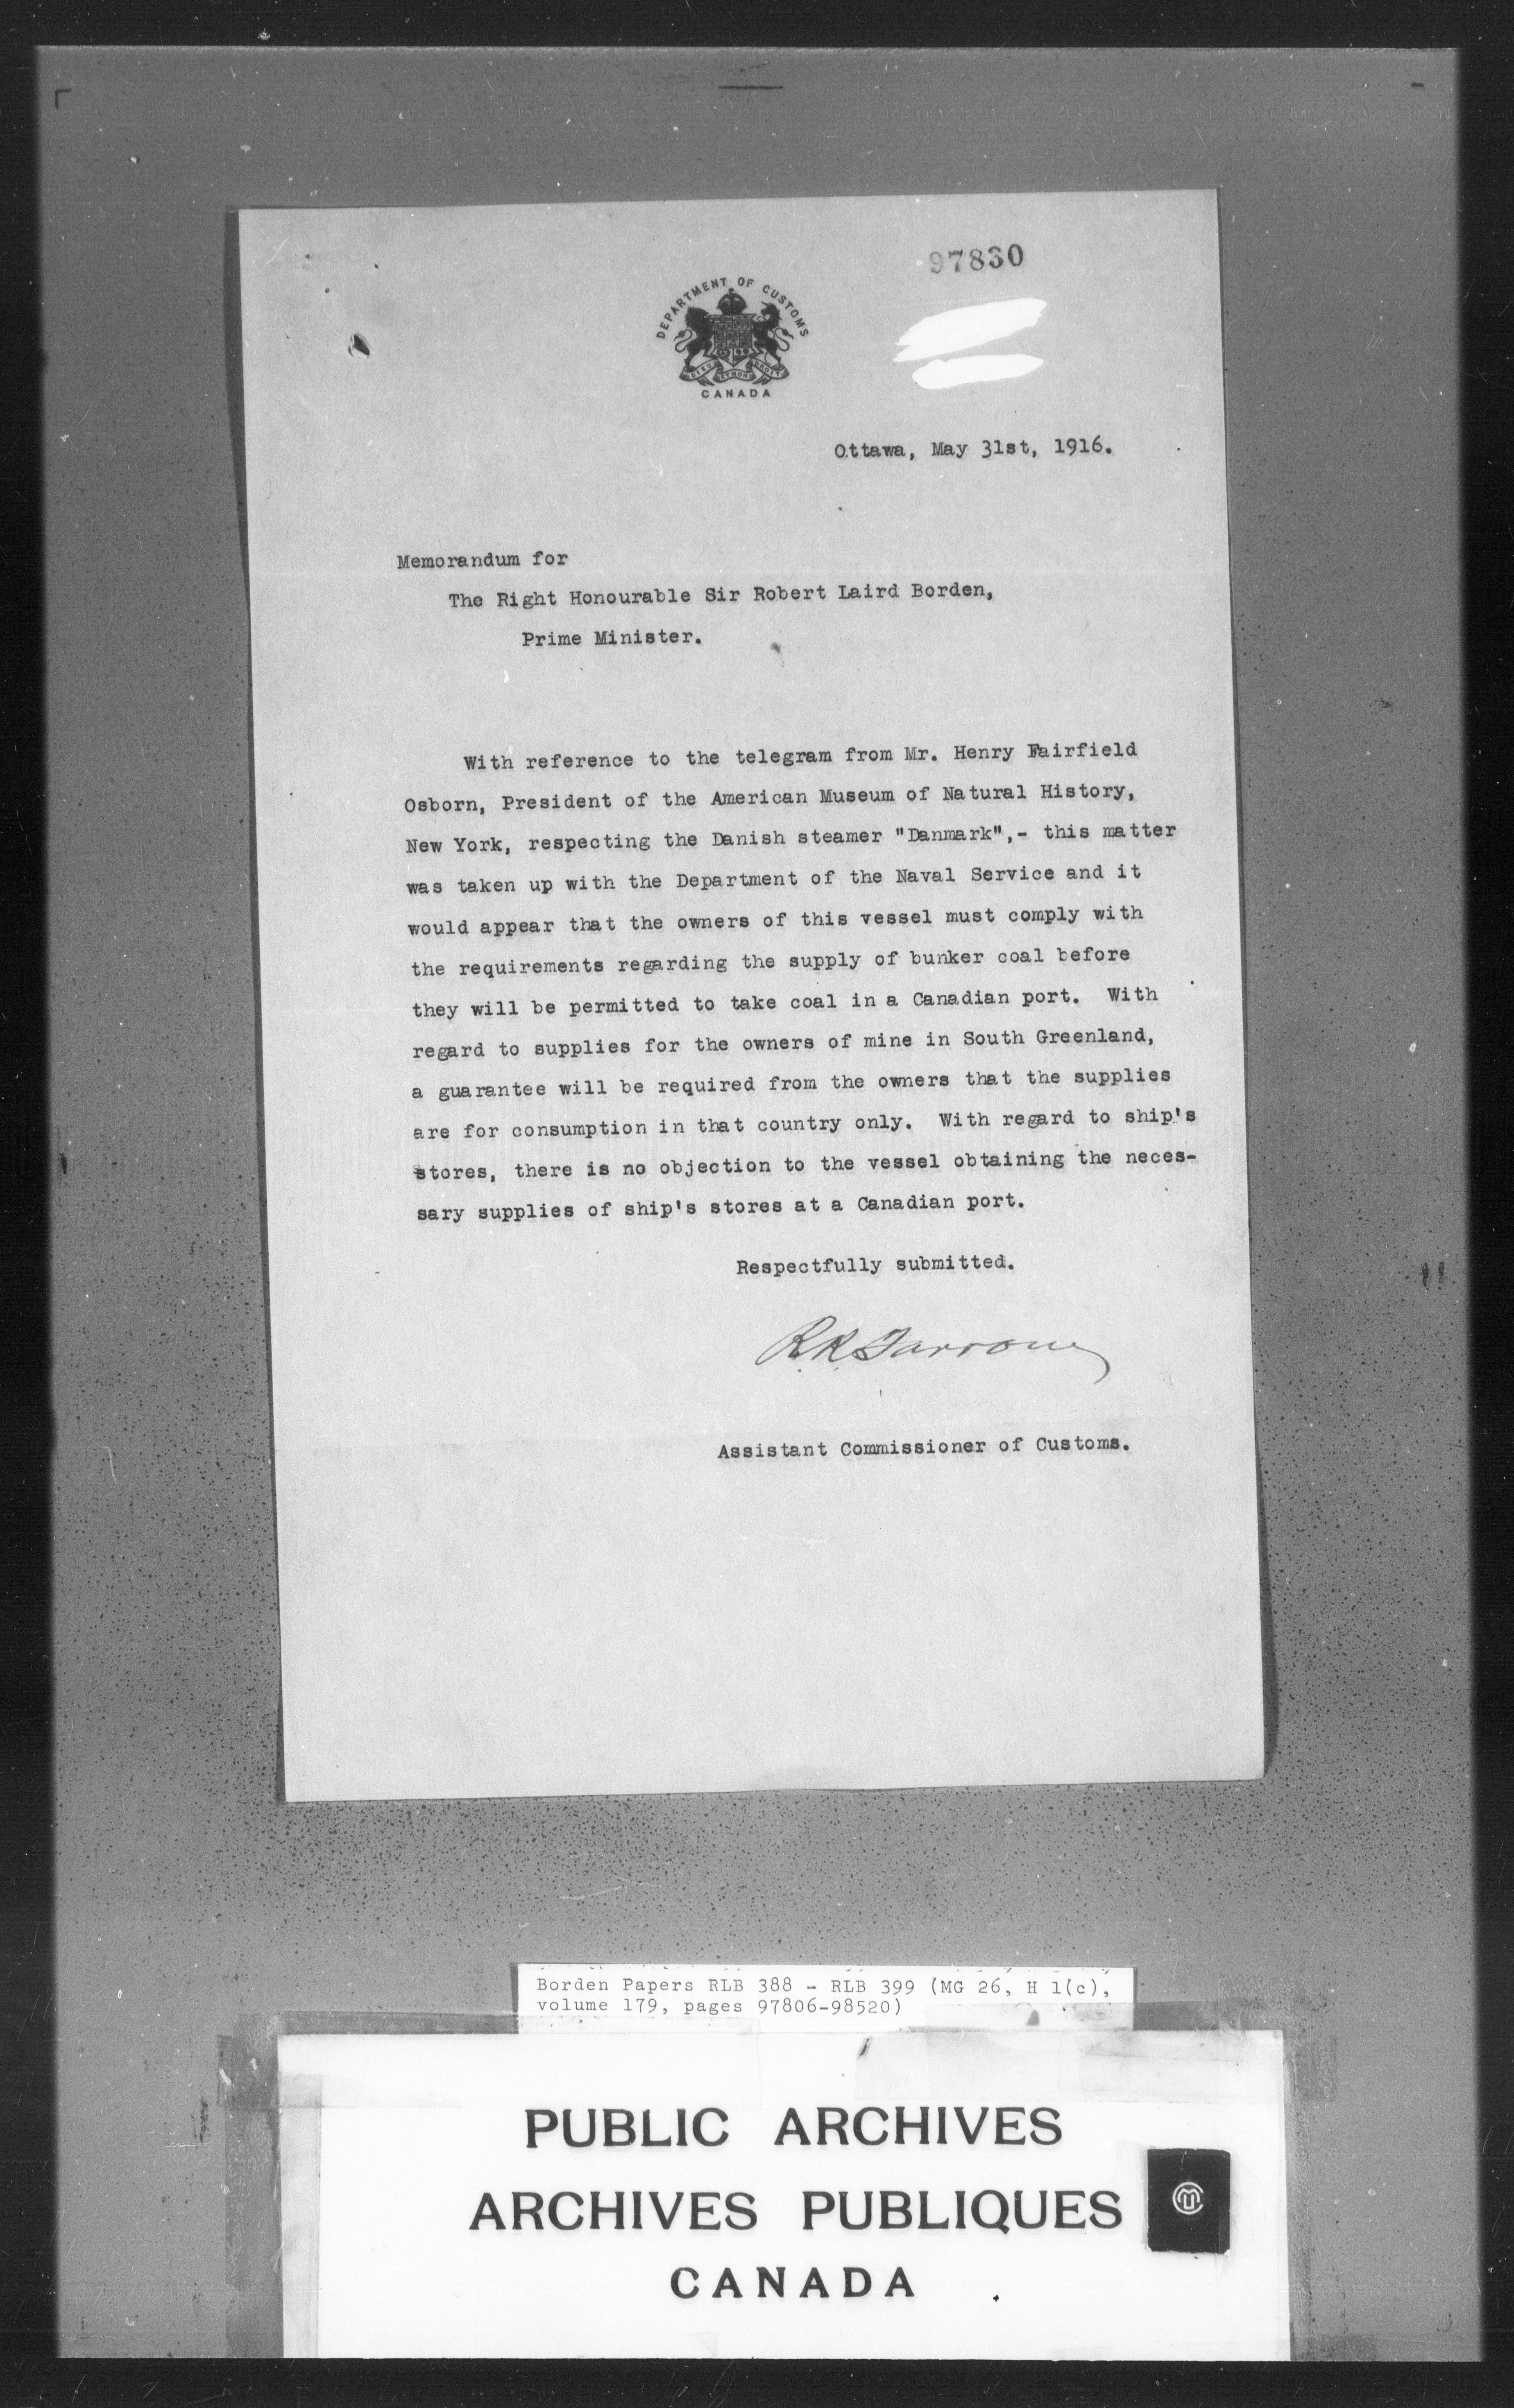 97830
DEPARTMENT OF CUSTOMS
CANADA
Ottawa, May 31st, 1916.
Memorandum for
The Right Honourable Sir Robert Laird Borden,
Prime Minister.
With reference to the telegram from Mr. Henry Fairfield
Osborn, President of the American Museum of Natural History,
New York, respecting the Danish steamer "Danmark",- this matter
was taken up with the Department of the Naval Service and it
would appear that the owners of this vessel must comply with
the requirements regarding the supply of bunker coal before
they will be permitted to take coal in a Canadian port. With
regard to supplies for the owners of mine in South Greenland,
a guarantee will be required from the owners that the supplies
are for consumption in that country only. With regard to ship's
stores, there is no objection to the vessel obtaining the neces-
sary supplies of ship's stores at a Canadian port.
Respectfully submitted.
Assistant Commissioner of Customs.
Borden Papers RLB 388 - RLB 399 (MG 26, H 1(c),
volume 179, pages 97806-98520)
PUBLIC ARCHIVES
ARCHIVES PUBLIQUES
CANADA